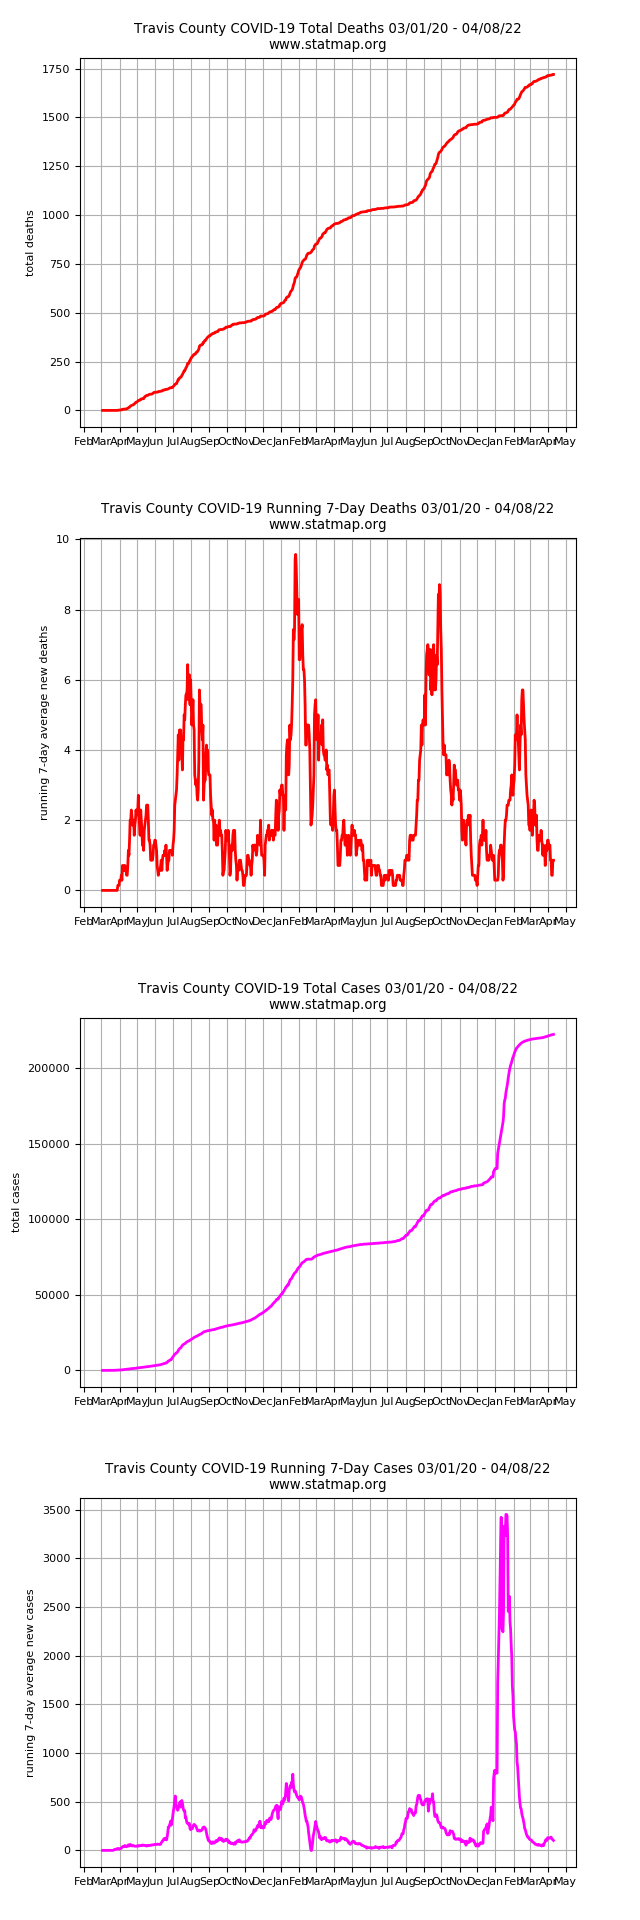 Travis County COVID-19 Total Deaths 03/01/20 - 04/08/22
www.statmap.org
1750
1500
1250
1000
750
500
250
0
total deaths
Feb Mar Apr May Jun Jul Aug Sep Oct Nov Dec Jan Feb Mar Apr May Jun Jul Aug Sep Oct Nov Dec Jan Feb Mar Apr May
Travis County COVID-19 Running 7-Day Deaths 03/01/20 - 04/08/22
www.statmap.org
10
8
6
4
2
0
running 7-day average new deaths
Feb Mar Apr May Jun Jul Aug Sep Oct Nov Dec Jan Feb Mar Apr May Jun Jul Aug Sep Oct Nov Dec Jan Feb Mar Apr May
Travis County COVID-19 Total Cases 03/01/20 - 04/08/22
www.statmap.org
200000
150000
100000
50000
0
total cases
Feb Mar Apr May Jun Jul Aug Sep Oct Nov Dec Jan Feb Mar Apr May Jun Jul Aug Sep Oct Nov Dec Jan Feb Mar Apr May
Travis County COVID-19 Running 7-Day Cases 03/01/20 - 04/08/22
www.statmap.org
3500
3000
2500
2000
1500
1000
500
0
running 7-day average new cases
Feb Mar Apr May Jun Jul Aug Sep Oct Nov Dec Jan Feb Mar Apr May Jun Jul Aug Sep Oct Nov Dec Jan Feb Mar Apr May